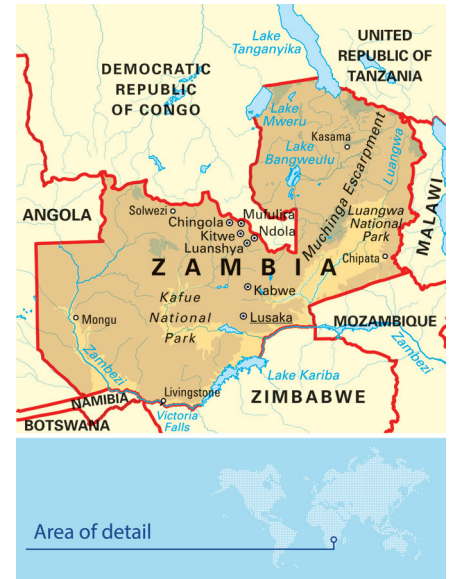 Lake
Tanganyika
UNITED
REPUBLIC OF
TANZANIA
DEMOCRATIC
REPUBLIC
OF CONGO
Lake
Mweru
Kasama
Lake
Bangweulu
Muchinga Escarpment
Luangwa
MALAWI
ANGOLA
Solwezi
Chingola
Mufulira
Kitwe
Ndola
Luanshya
Luangwa
National
Park
Chipata
ZAMBIA
Kabwe
Kafue
National
Park
Mongu
Lusaka
MOZAMBIQUE
Zambezi
Zambezi
Lake Kariba
Livingstone
NAMIBIA
ZIMBABWE
Victoria
Falls
BOTSWANA
Area of detail